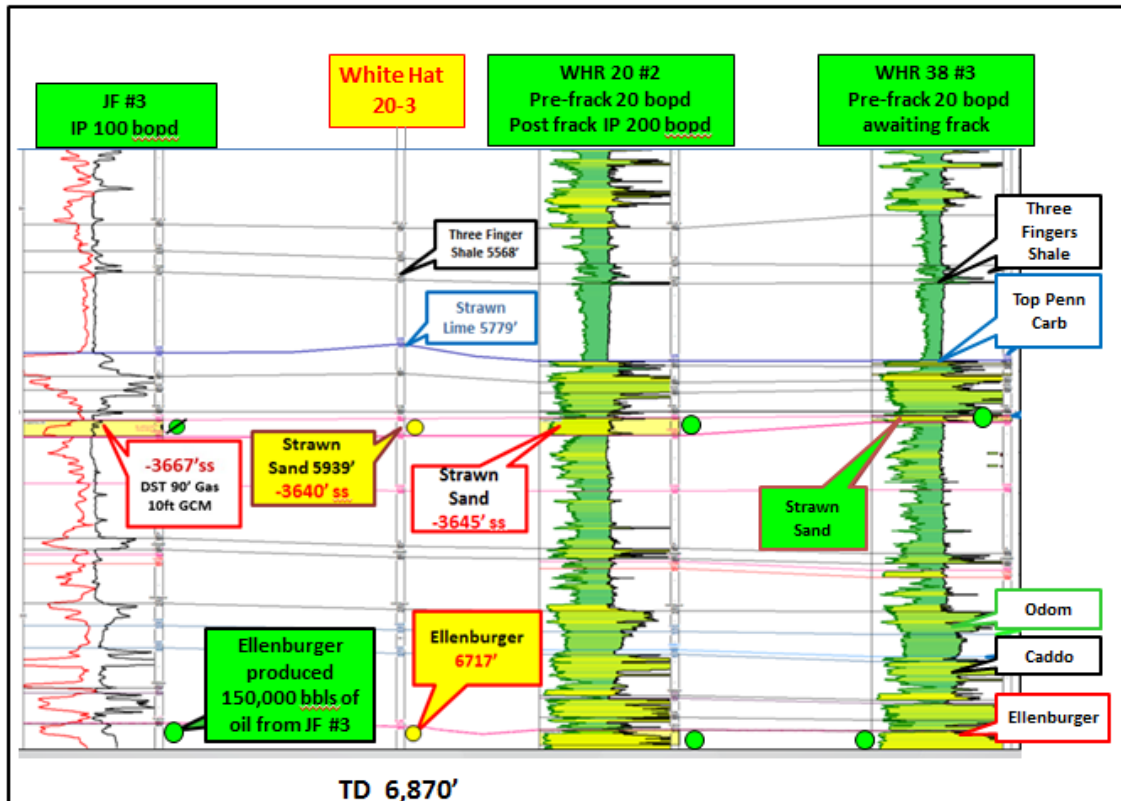 JF #3
IP 100 bopd
White Hat
20-3
WHR 20 #2
Pre-frack 20 bopd
Post frack IP 200 bopd
WHR 38 #3
Pre-frack 20 bopd
awaiting frack
Three Finger
Shale 5568'
Three
Fingers
Shale
Strawn
Lime 5779'
Top Penn
Carb
-3667'ss
DST 90' Gas
10ft GCM
Strawn
Sand 5939'
-3640' ss
Strawn
Sand
-3645' ss
Strawn
Sand
Ellenburger
produced
150,000 bbls of
oil from JF #3
Ellenburger
6717'
Odom
Caddo
Ellenburger
TD 6,870'